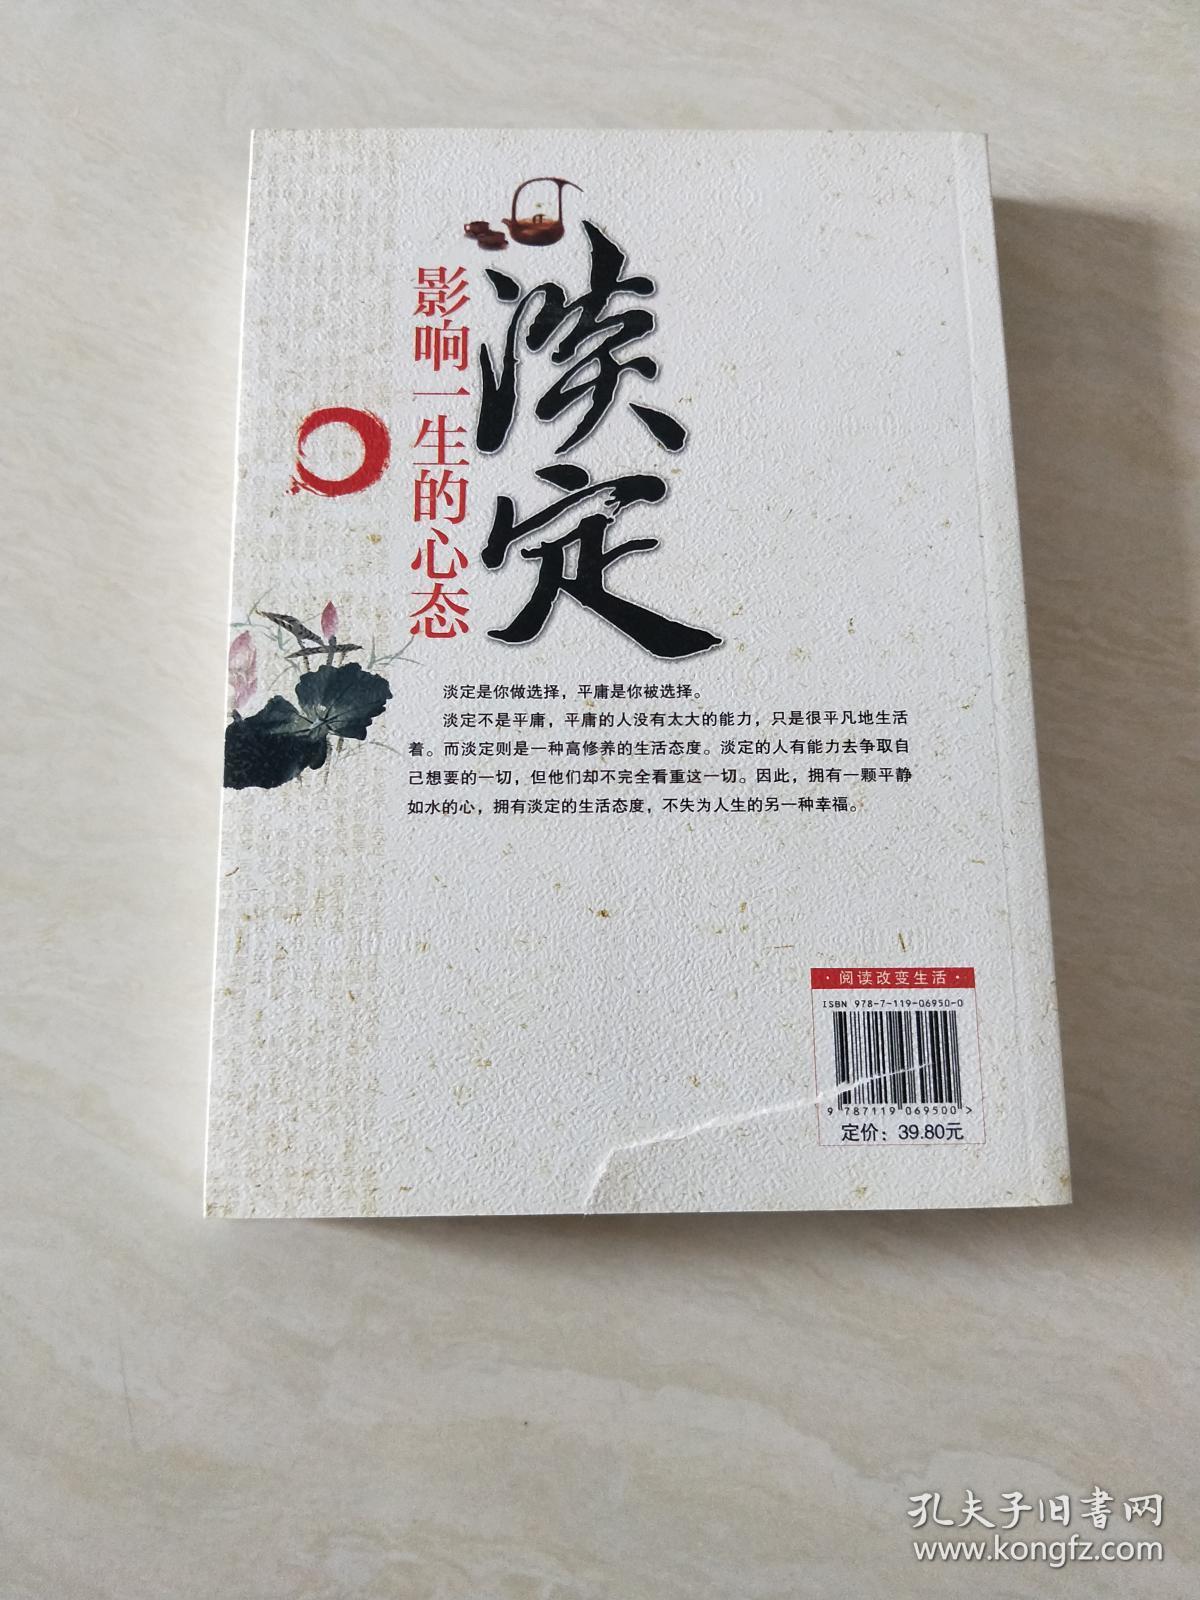 淡定
影响一生的心态
淡定是你做选择，平庸是你被选择。
淡定不是平庸，平庸的人没有太大的能力，只是很平凡地生活
着。而淡定则是一种高修养的生活态度。淡定的人有能力去争取自
己想要的一切，但他们却不完全看重这一切。因此，拥有一颗平静
如水的心，拥有淡定的生活态度，不失为人生的另一种幸福。
·阅读改变生活·
ISBN 978-7-119-06950-0
9 787119 069500 >
定价：39.80元
孔夫子旧书网
www.kongfz.com